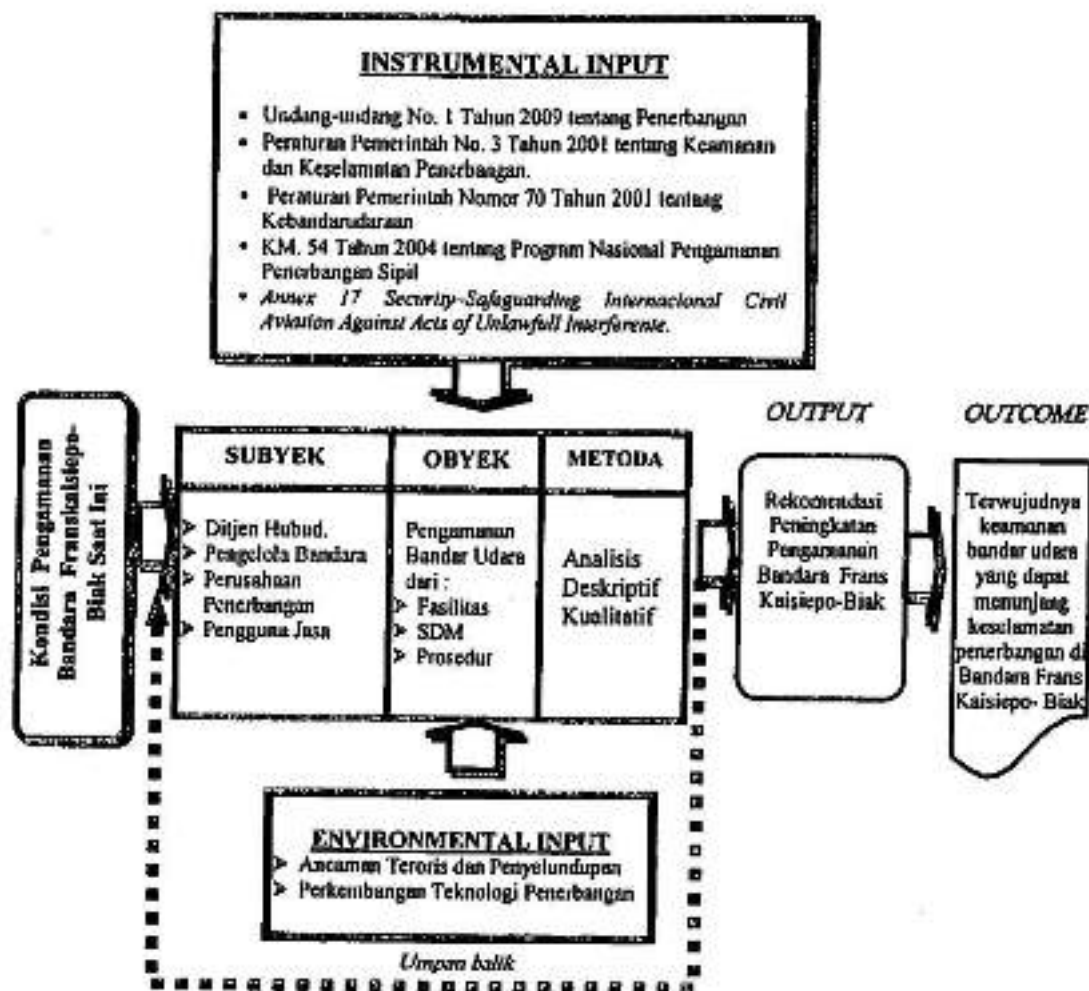 INSTRUMENTAL INPUT
• Undang-undang No. 1 Tahun 2009 tentang Penerbangan
• Peraturan Pemerintah No. 3 Tahun 2001 tentang Keamanan
dan Keselamatan Penerbangan.
• Peraturan Pemerintah Nomor 70 Tahun 2001 tentang
Kebandarudaraan
• KM. 54 Tahun 2004 tentang Program Nasional Pengamanan
Penerbangan Sipil
• Annex 17 Security-Safeguarding Internacional Civil
Aviation Against Acts of Unlawfull Interferente.
Kondisi Pengamanan
Bandara Franskaisiepo-
Biak Saat Ini
SUBYEK
➤ Ditjen Hubud.
➤ Pengelola Bandara
➤ Perusahaan
Penerbangan
➤ Pengguna Jasa
OBYEK
Pengamanan
Bandar Udara
dari :
➤ Fasilitas
➤ SDM
➤ Prosedur
METODA
Analisis
Deskriptif
Kualitatif
OUTPUT
Rekomendasi
Peningkatan
Pengamanan
Bandara Frans
Kaisiepo-Biak
OUTCOME
Terwujudnya
keamanan
bandar udara
yang dapat
menunjang
keselamatan
penerbangan di
Bandara Frans
Kaisiepo- Biak
ENVIRONMENTAL INPUT
➤ Ancaman Teroris dan Penyelundupan
➤ Perkembangan Teknologi Penerbangan
Umpan balik